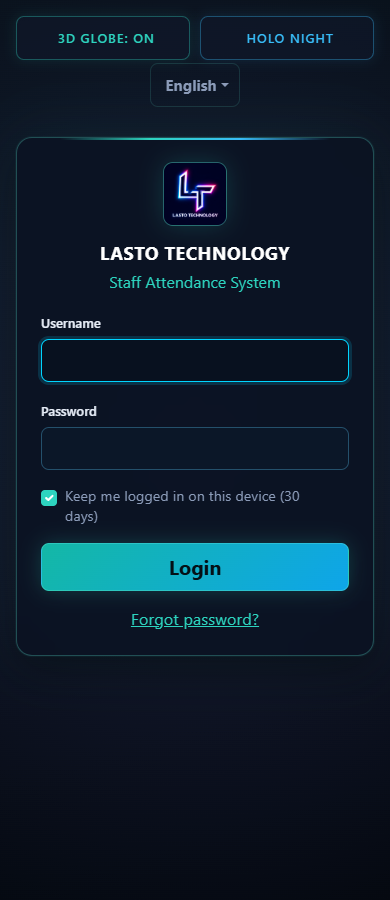 3D GLOBE: ON
HOLO NIGHT
English
LT
LASTO TECHNOLOGY
LASTO TECHNOLOGY
Staff Attendance System
Username
Password
Keep me logged in on this device (30
days)
Login
Forgot password?